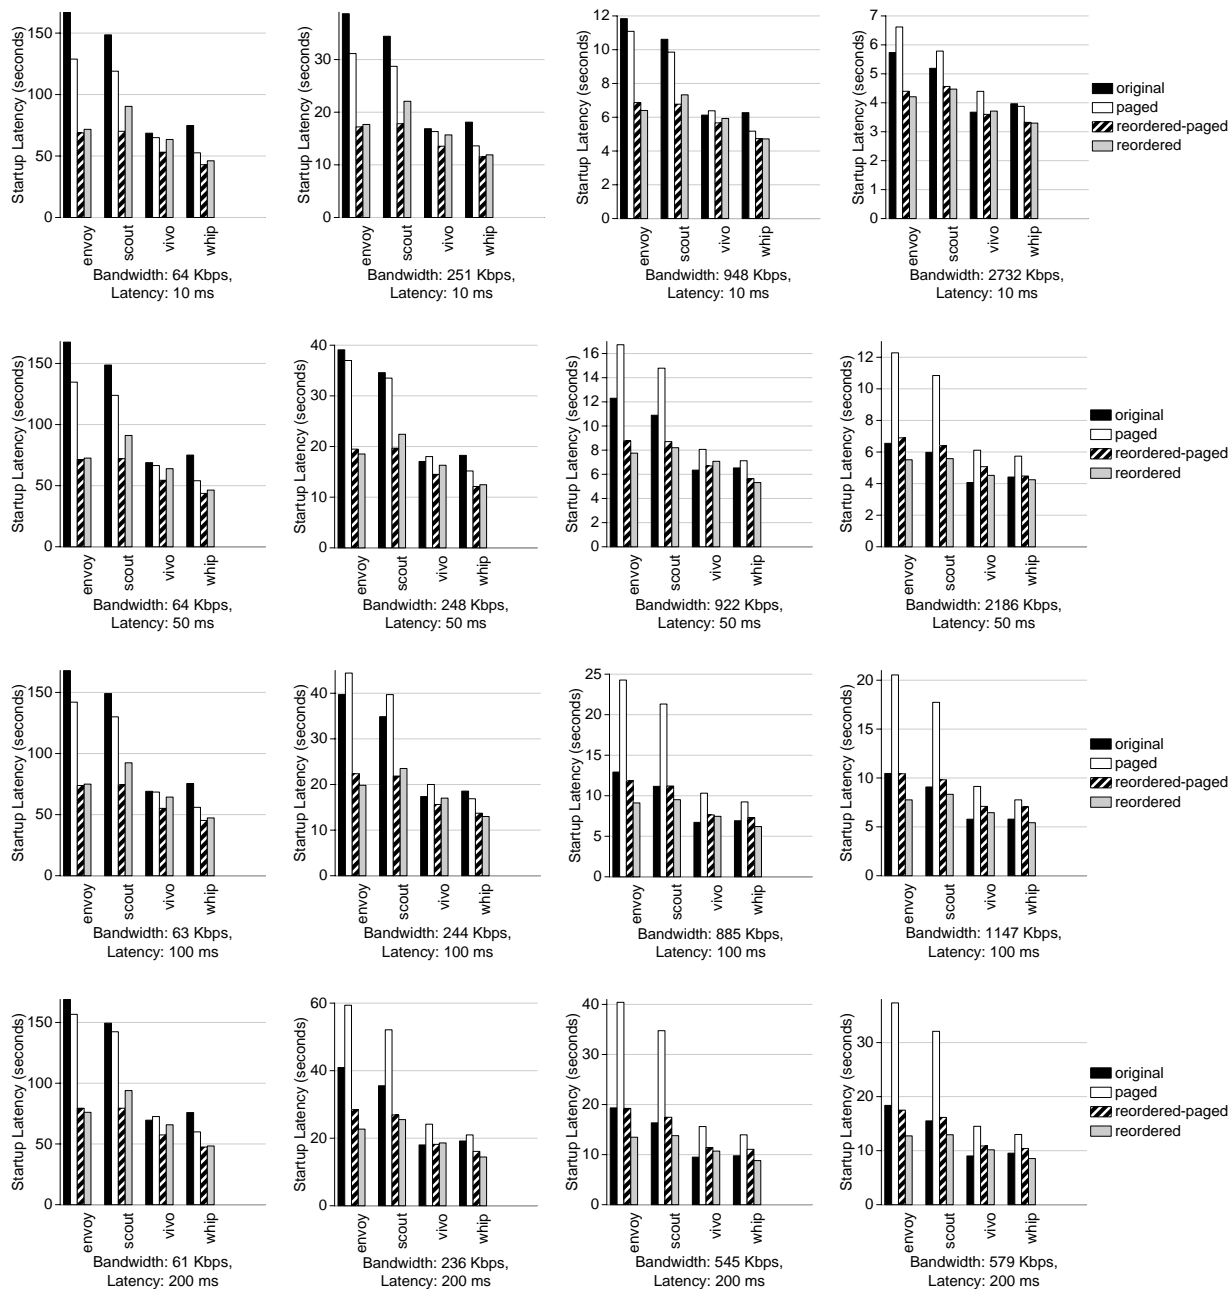 Startup Latency (seconds)
150
100
50
0
envoy
scout
vivo
whip
Bandwidth: 64 Kbps,
Latency: 10 ms
Startup Latency (seconds)
30
20
10
0
envoy
scout
vivo
whip
Bandwidth: 251 Kbps,
Latency: 10 ms
Startup Latency (seconds)
12
10
8
6
4
2
0
envoy
scout
vivo
whip
Bandwidth: 948 Kbps,
Latency: 10 ms
Startup Latency (seconds)
7
6
5
4
3
2
1
0
envoy
scout
vivo
whip
Bandwidth: 2732 Kbps,
Latency: 10 ms
original
paged
reordered-paged
reordered
Startup Latency (seconds)
150
100
50
0
envoy
scout
vivo
whip
Bandwidth: 64 Kbps,
Latency: 50 ms
Startup Latency (seconds)
40
30
20
10
0
envoy
scout
vivo
whip
Bandwidth: 248 Kbps,
Latency: 50 ms
Startup Latency (seconds)
16
14
12
10
8
6
4
2
0
envoy
scout
vivo
whip
Bandwidth: 922 Kbps,
Latency: 50 ms
Startup Latency (seconds)
12
10
8
6
4
2
0
envoy
scout
vivo
whip
Bandwidth: 2186 Kbps,
Latency: 50 ms
original
paged
reordered-paged
reordered
Startup Latency (seconds)
150
100
50
0
envoy
scout
vivo
whip
Bandwidth: 63 Kbps,
Latency: 100 ms
Startup Latency (seconds)
40
30
20
10
0
envoy
scout
vivo
whip
Bandwidth: 244 Kbps,
Latency: 100 ms
Startup Latency (seconds)
25
20
15
10
5
0
envoy
scout
vivo
whip
Bandwidth: 885 Kbps,
Latency: 100 ms
Startup Latency (seconds)
20
15
10
5
0
envoy
scout
vivo
whip
Bandwidth: 1147 Kbps,
Latency: 100 ms
original
paged
reordered-paged
reordered
Startup Latency (seconds)
150
100
50
0
envoy
scout
vivo
whip
Bandwidth: 61 Kbps,
Latency: 200 ms
Startup Latency (seconds)
60
40
20
0
envoy
scout
vivo
whip
Bandwidth: 236 Kbps,
Latency: 200 ms
Startup Latency (seconds)
40
30
20
10
0
envoy
scout
vivo
whip
Bandwidth: 545 Kbps,
Latency: 200 ms
Startup Latency (seconds)
30
20
10
0
envoy
scout
vivo
whip
Bandwidth: 579 Kbps,
Latency: 200 ms
original
paged
reordered-paged
reordered